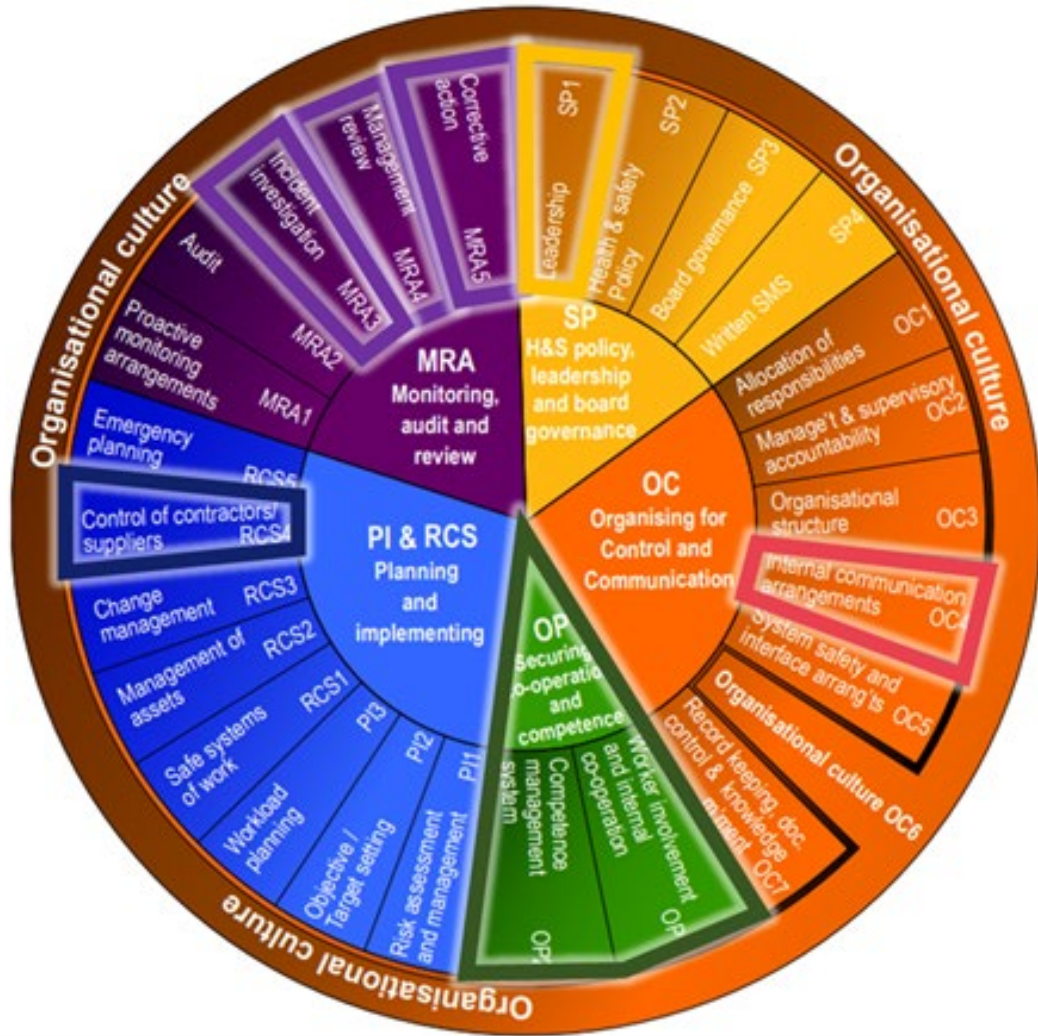 Organisational culture
SP
H&S policy,
leadership
and board
governance
SP1
Leadership
SP2
Health & safety
Policy
SP3
Board governance
SP4
Written SMS
OC
Organising for
Control and
Communication
OC1
Allocation of
responsibilities
Manage't & supervisory
OC2
accountability
Organisational
structure
OC3
Internal communication
arrangements
OC4
System safety and
interface arrang'ts
OC5
Organisational culture OC6
Record keeping, doc.
control & knowledge
OC7
OP
Securing
co-operation
and
competence
Worker involvement
and internal
co-operation
OP
Competence
management
system
OP2
PI & RCS
Planning
and
implementing
PI1
Risk assessment
and management
PI2
Objective /
Target setting
PI3
Workload
planning
RCS1
Safe systems
of work
RCS2
Management of
assets
RCS3
Change
management
Control of contractors/
suppliers
RCS4
Emergency
planning
RCS5
MRA
Monitoring,
audit and
review
Proactive
monitoring
arrangements
MRA1
Audit
MRA2
Incident
investigation
MRA3
Management
review
MRA4
Corrective
action
MRA5
Organisational culture
Organisational culture